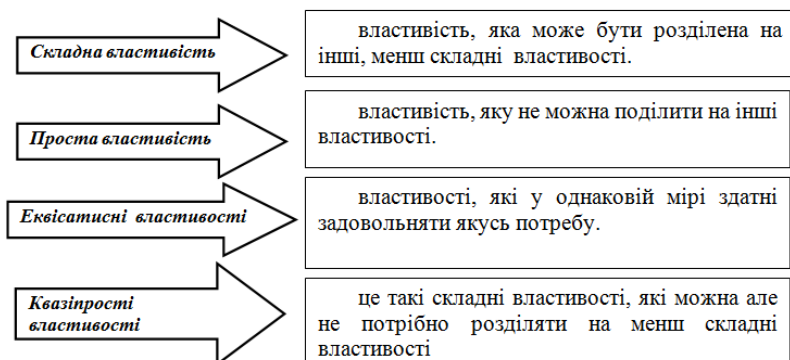 Складна властивість
властивість, яка може бути розділена на
інші, менш складні властивості.
Проста властивість
властивість, яку не можна поділити на інші
властивості.
Еквісатисні властивості
властивості, які у однаковій мірі здатні
задовольняти якусь потребу.
Квазіпрості
властивості
це такі складні властивості, які можна але
не потрібно розділяти на менш складні
властивості